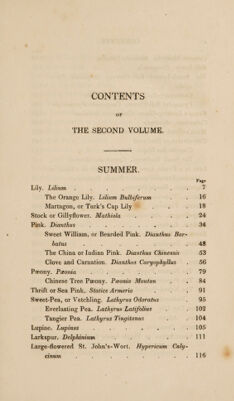 CONTENTS
OF
THE SECOND VOLUME.
SUMMER.
Page
Lily. Lilium . . . . . . . 7
The Orange Lily. Lilium Bulbiferum . . 16
Martagon, or Turk's Cap Lily . . . 18
Stock or Gillyflower. Mathiola . . . . 24
Pink. Dianthus . . . . . . 34
Sweet William, or Bearded Pink. Dianthus Bar-
batus . . . . . . 48
The China or Indian Pink. Dianthus Chinensis 53
Clove and Carnation. Dianthus Caryophyllus . 56
Pæony. Pæonia . . . . . . 79
Chinese Tree Pæony. Pæonia Moutan . . 84
Thrift or Sea Pink. Statice Armeria . . . 91
Sweet-Pea, or Vetchling. Lathyrus Odoratus . 95
Everlasting Pea. Lathyrus Latifolius . . 102
Tangier Pea. Lathyrus Tingitanus . . 104
Lupine. Lupinus . . . . . . 105
Larkspur. Delphinium . . . . . 111
Large-flowered St. John's-Wort. Hypericum Caly-
cinum . . . . . . 116